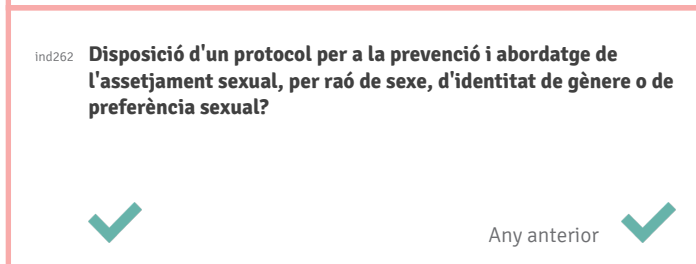 ind262 Disposició d'un protocol per a la prevenció i abordatge de
l'assetjament sexual, per raó de sexe, d'identitat de gènere o de
preferència sexual?
Any anterior